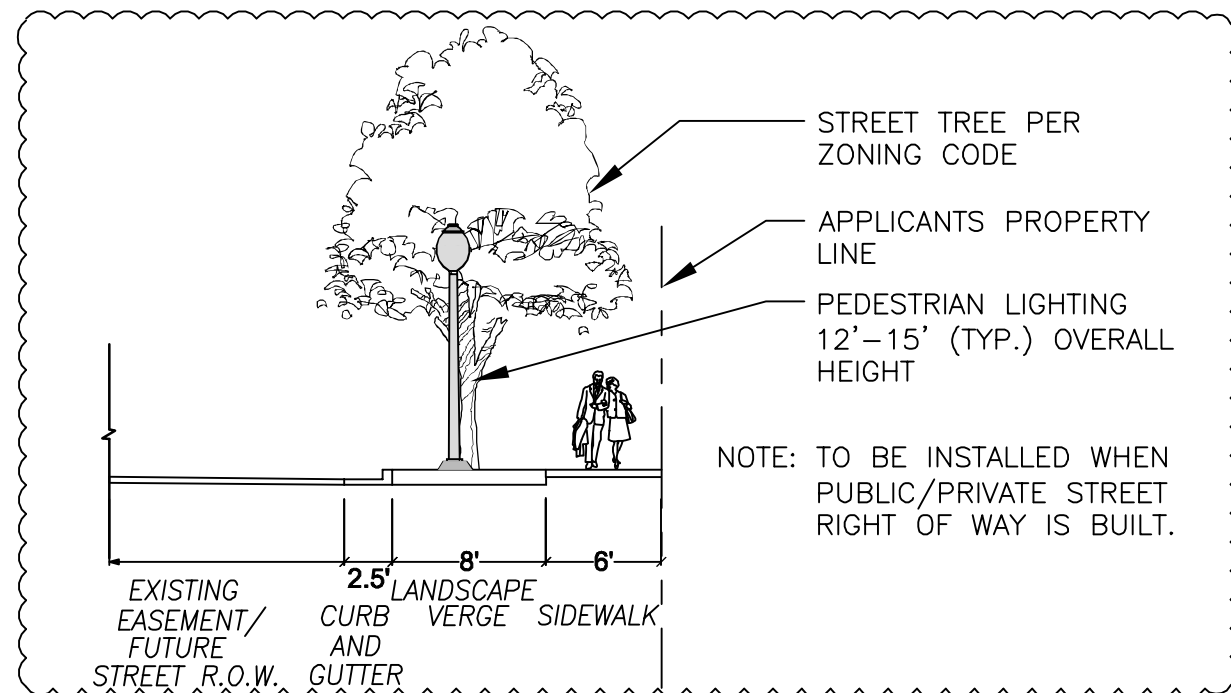 STREET TREE PER
ZONING CODE
APPLICANTS PROPERTY
LINE
PEDESTRIAN LIGHTING
12'-15' (TYP.) OVERALL
HEIGHT
NOTE: TO BE INSTALLED WHEN
PUBLIC/PRIVATE STREET
RIGHT OF WAY IS BUILT.
2.5'
8'
6'
EXISTING
EASEMENT/
FUTURE
STREET R.O.W.
CURB
AND
GUTTER
LANDSCAPE
VERGE
SIDEWALK